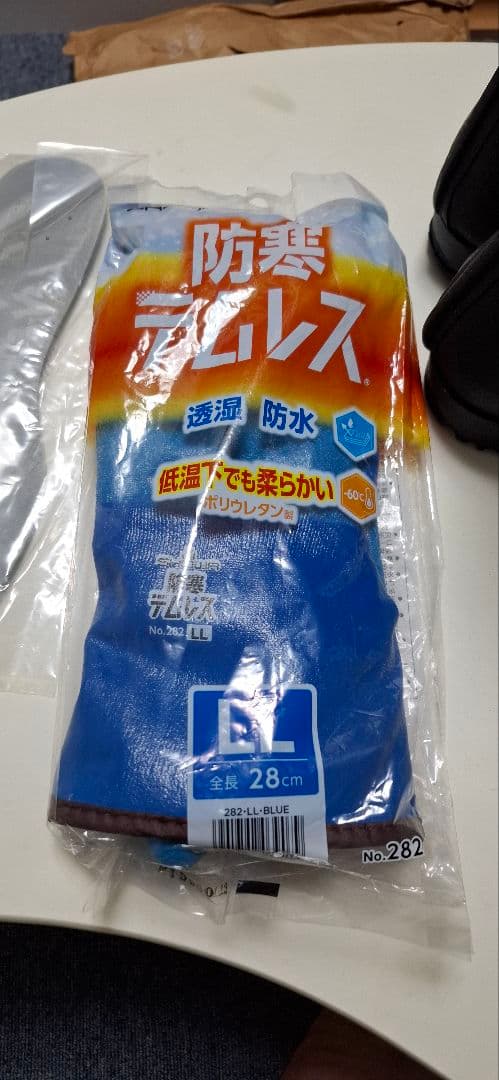 防寒
テムレス®
透湿 防水
低温下でも柔らかい
-60℃
ポリウレタン製
SHOWA
防寒
テムレス
No.282 LL
LL
全長 28cm
282・LL・BLUE
No.282